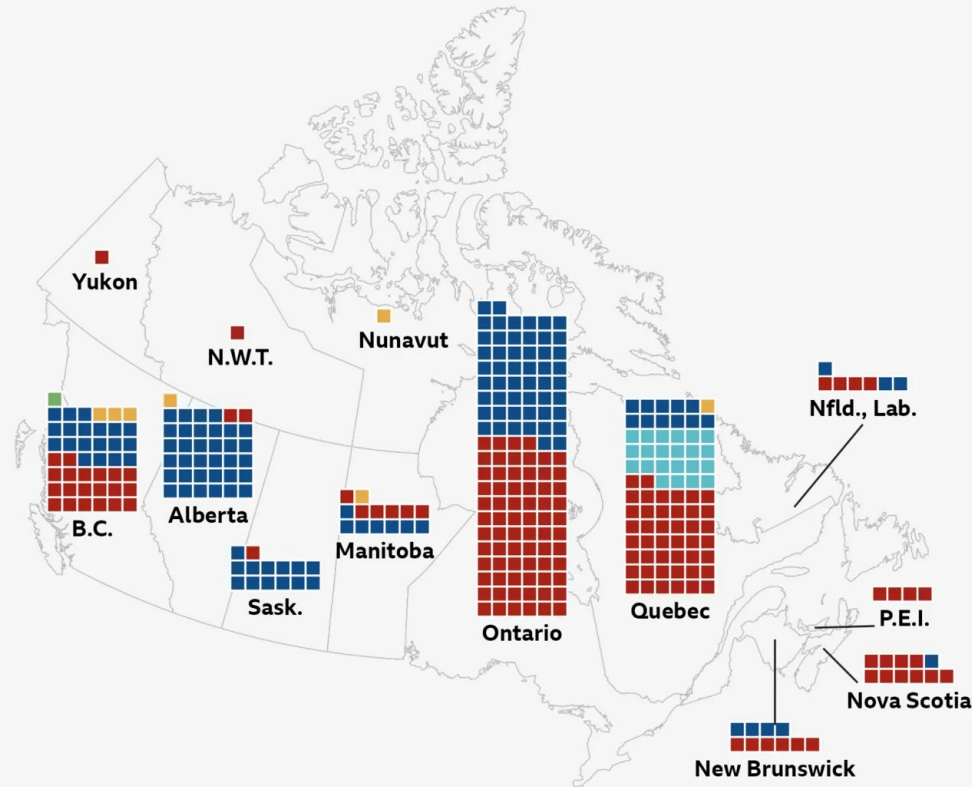 Yukon
N.W.T.
Nunavut
Nfld., Lab.
B.C.
Alberta
Manitoba
Sask.
Ontario
Quebec
P.E.I.
Nova Scotia
New Brunswick